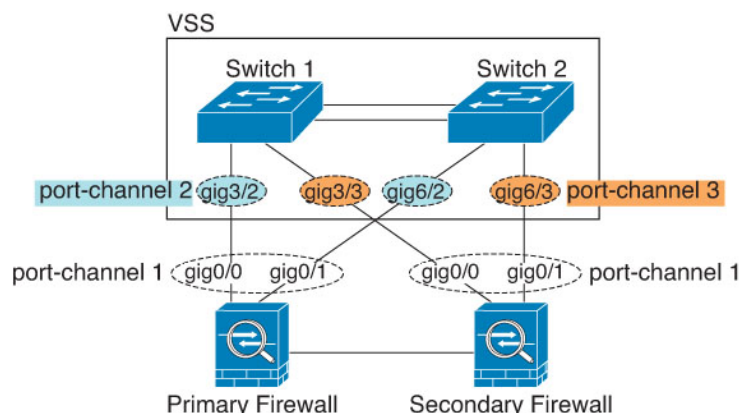 VSS
Switch 1 Switch 2
port-channel 2 gig3/2 gig3/3 gig6/2 gig6/3 port-channel 3
port-channel 1 gig0/0 gig0/1 gig0/0 gig0/1 port-channel 1
Primary Firewall Secondary Firewall